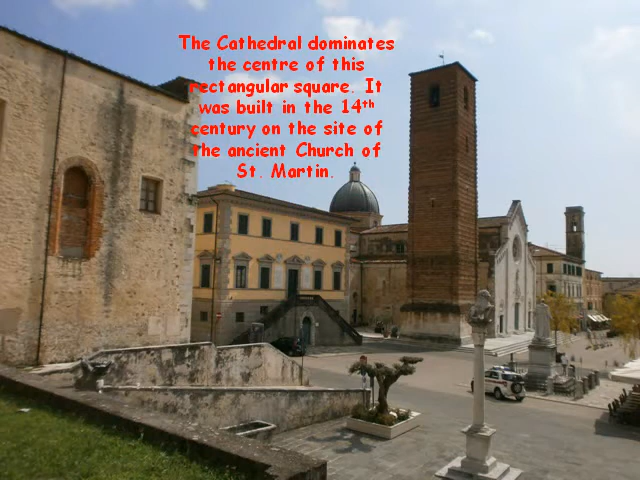 The Cathedral dominates
the centre of this
rectangular square. It
was built in the 14th
century on the site of
the ancient Church of
St. Martin.